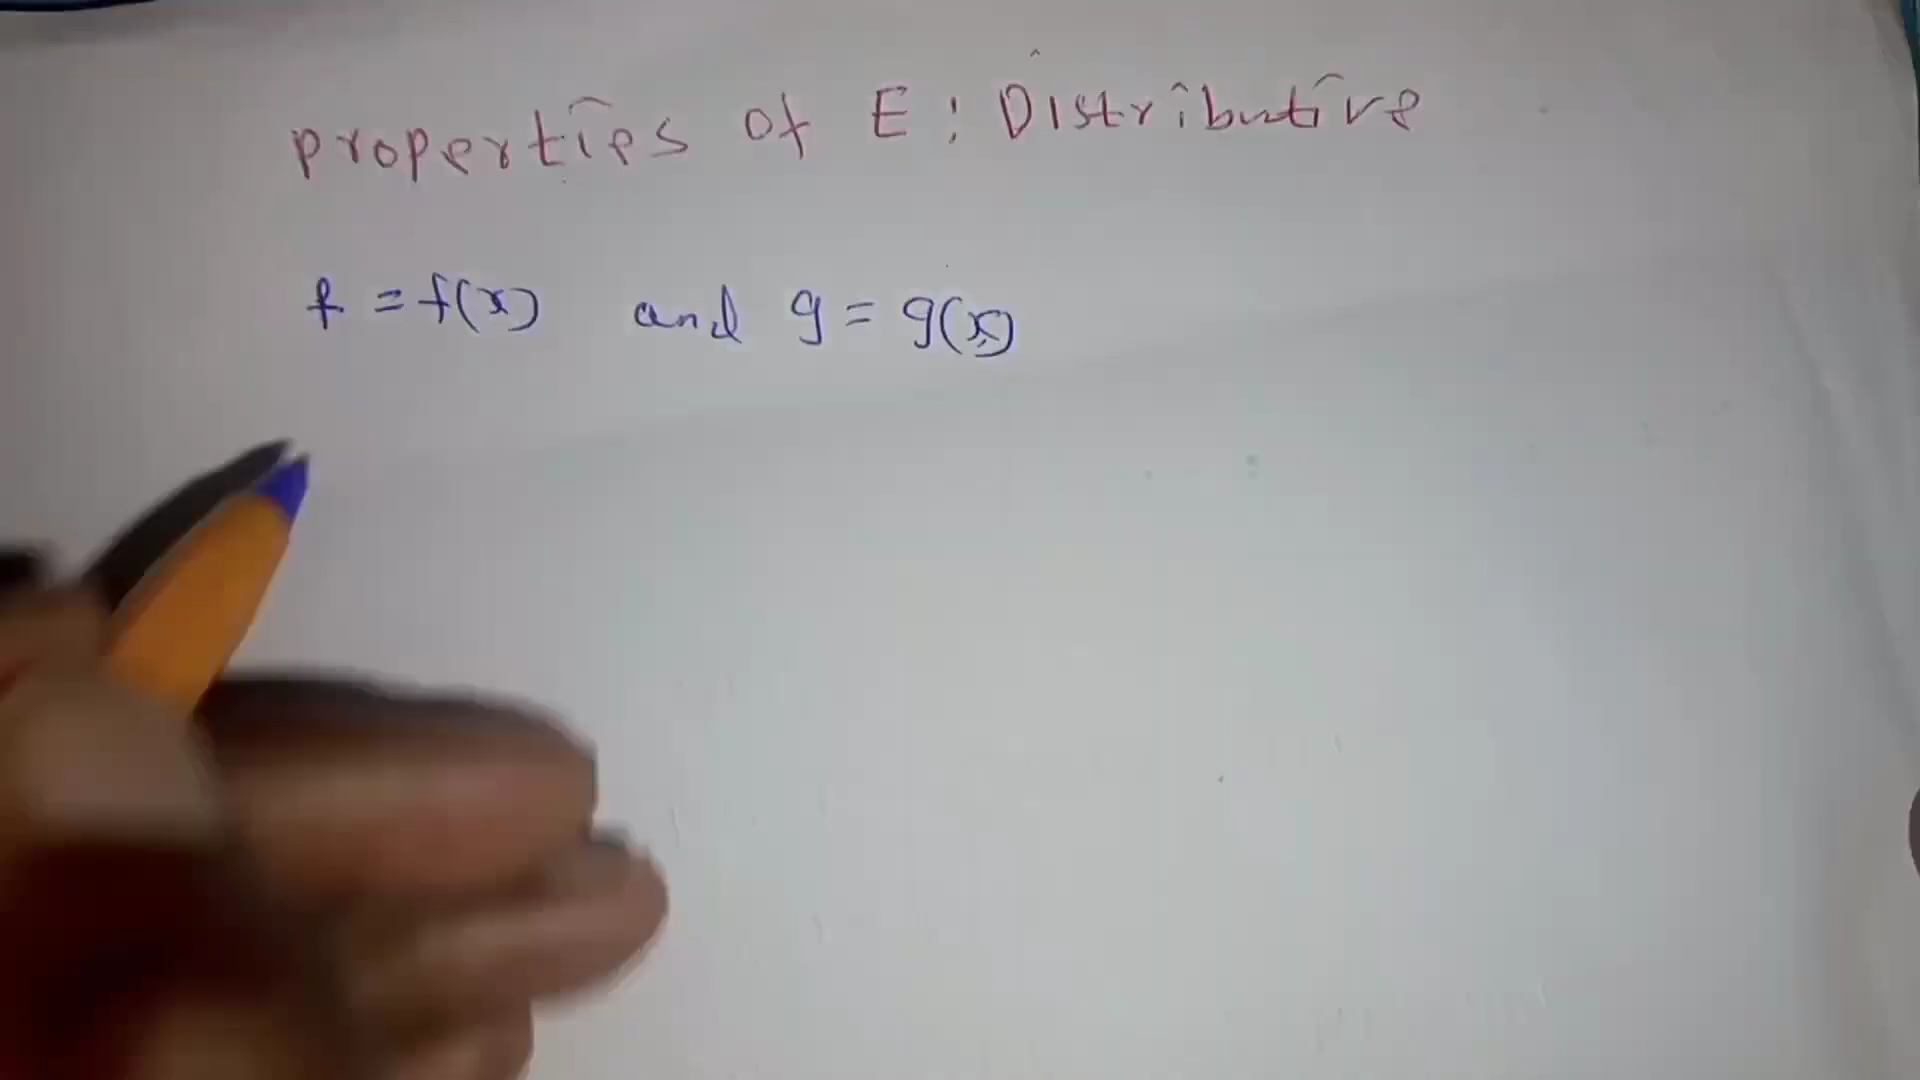 properties of E : Distributive
f = f(x) and g = g(x)